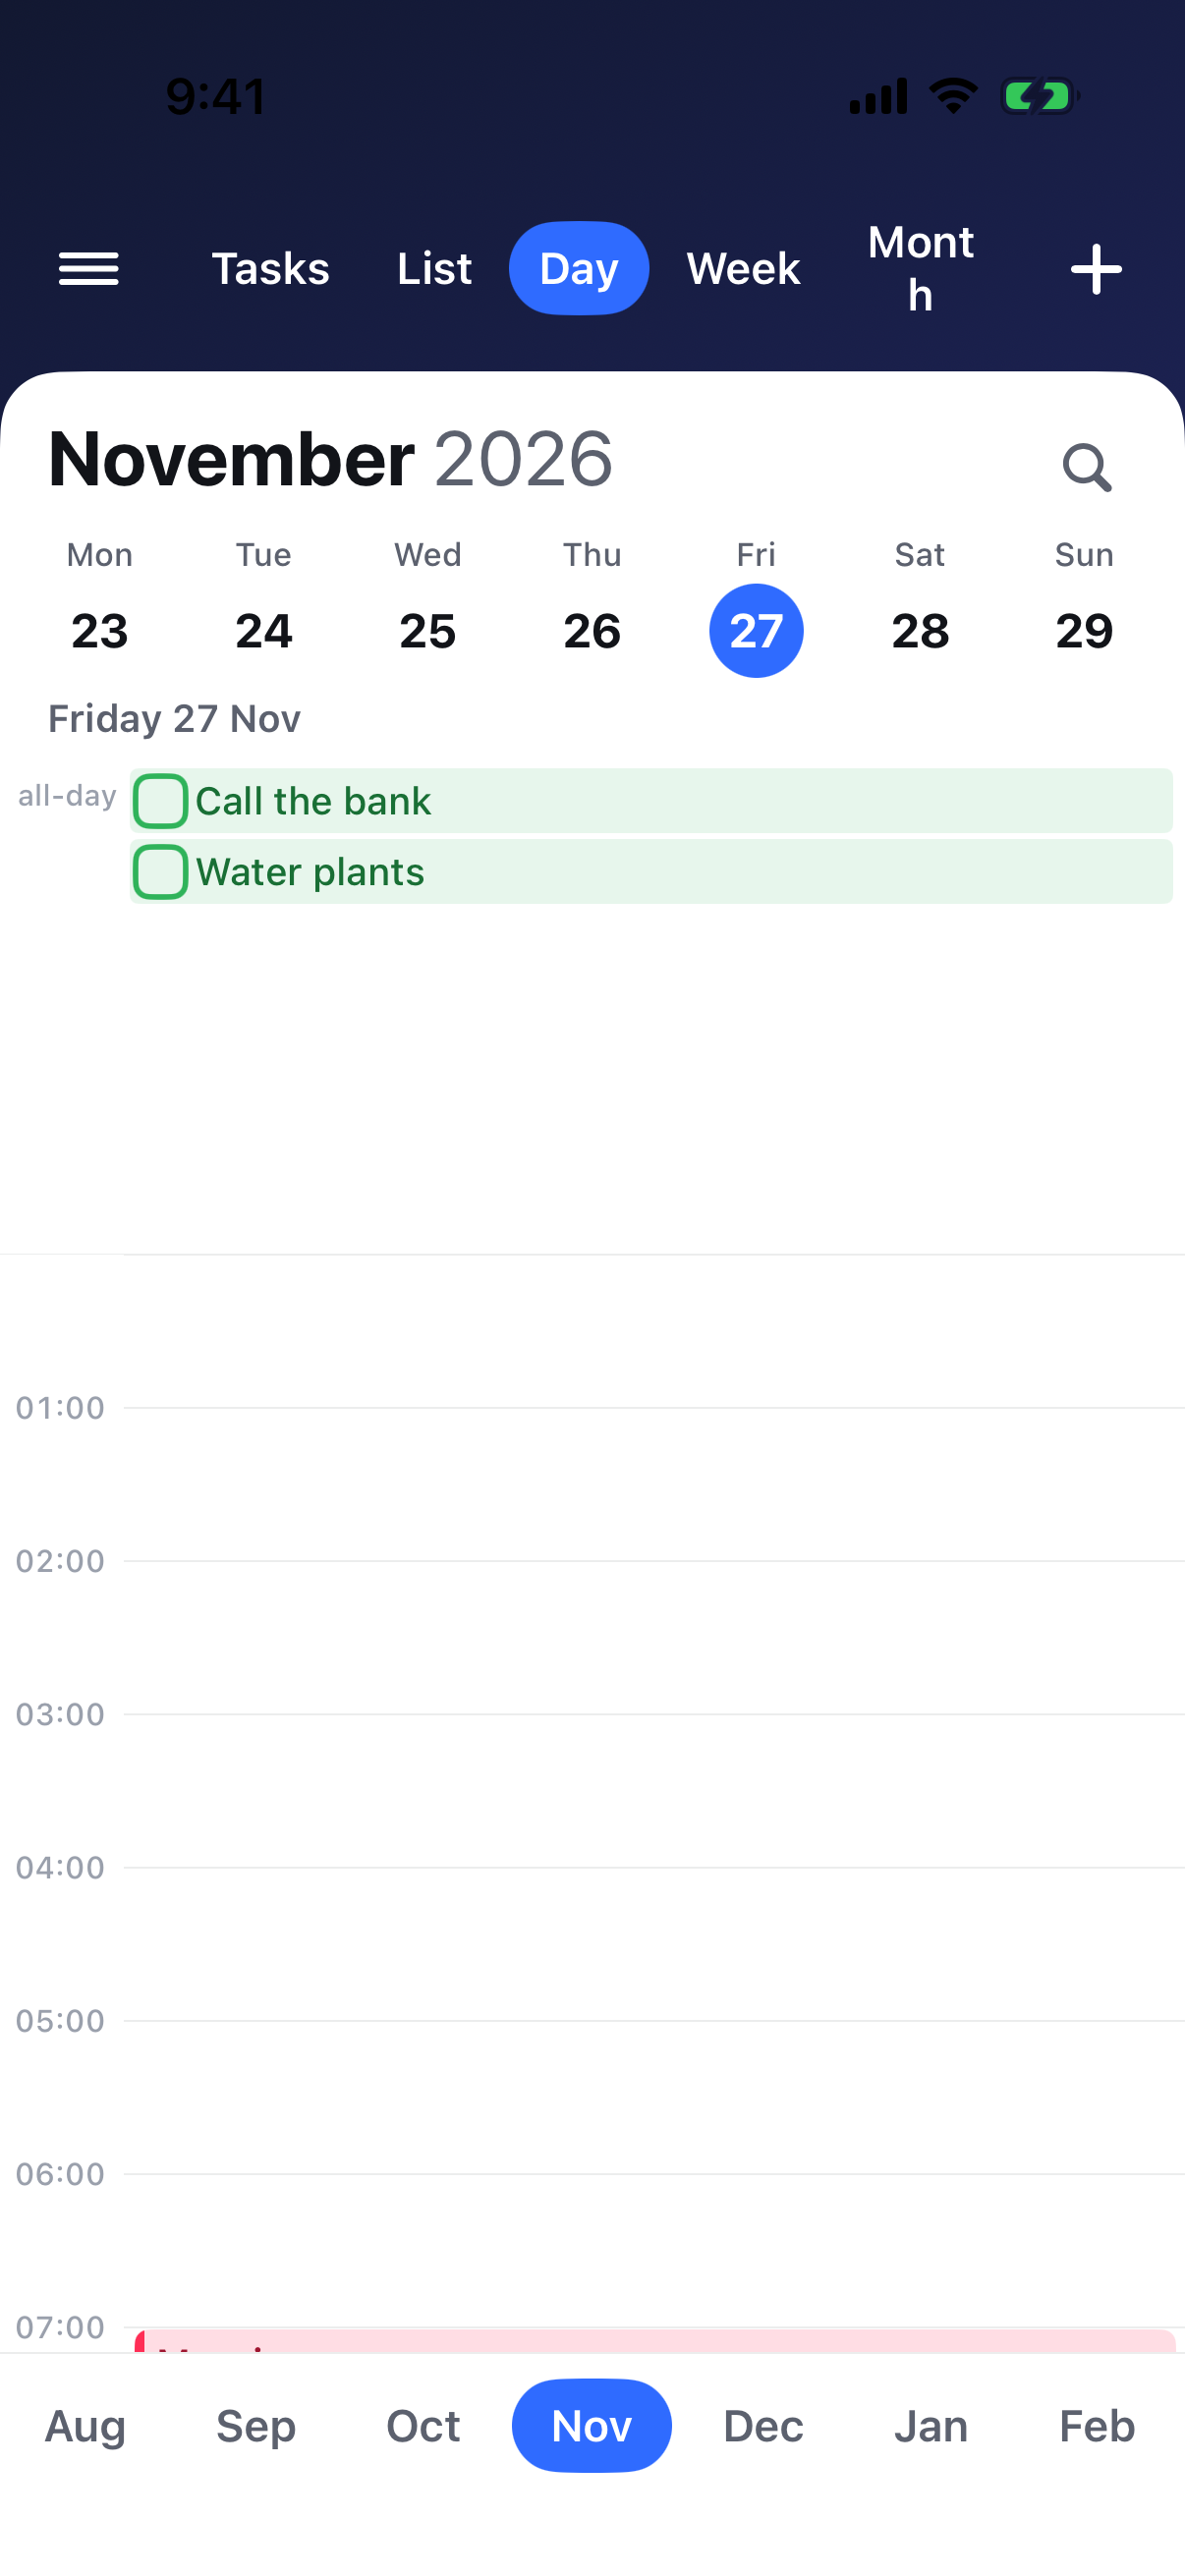 9:41
Tasks List Day Week Mont
h
November 2026
Mon Tue Wed Thu Fri Sat Sun
23 24 25 26 27 28 29
Friday 27 Nov
all-day Call the bank
Water plants
01:00
02:00
03:00
04:00
05:00
06:00
07:00
Aug Sep Oct Nov Dec Jan Feb